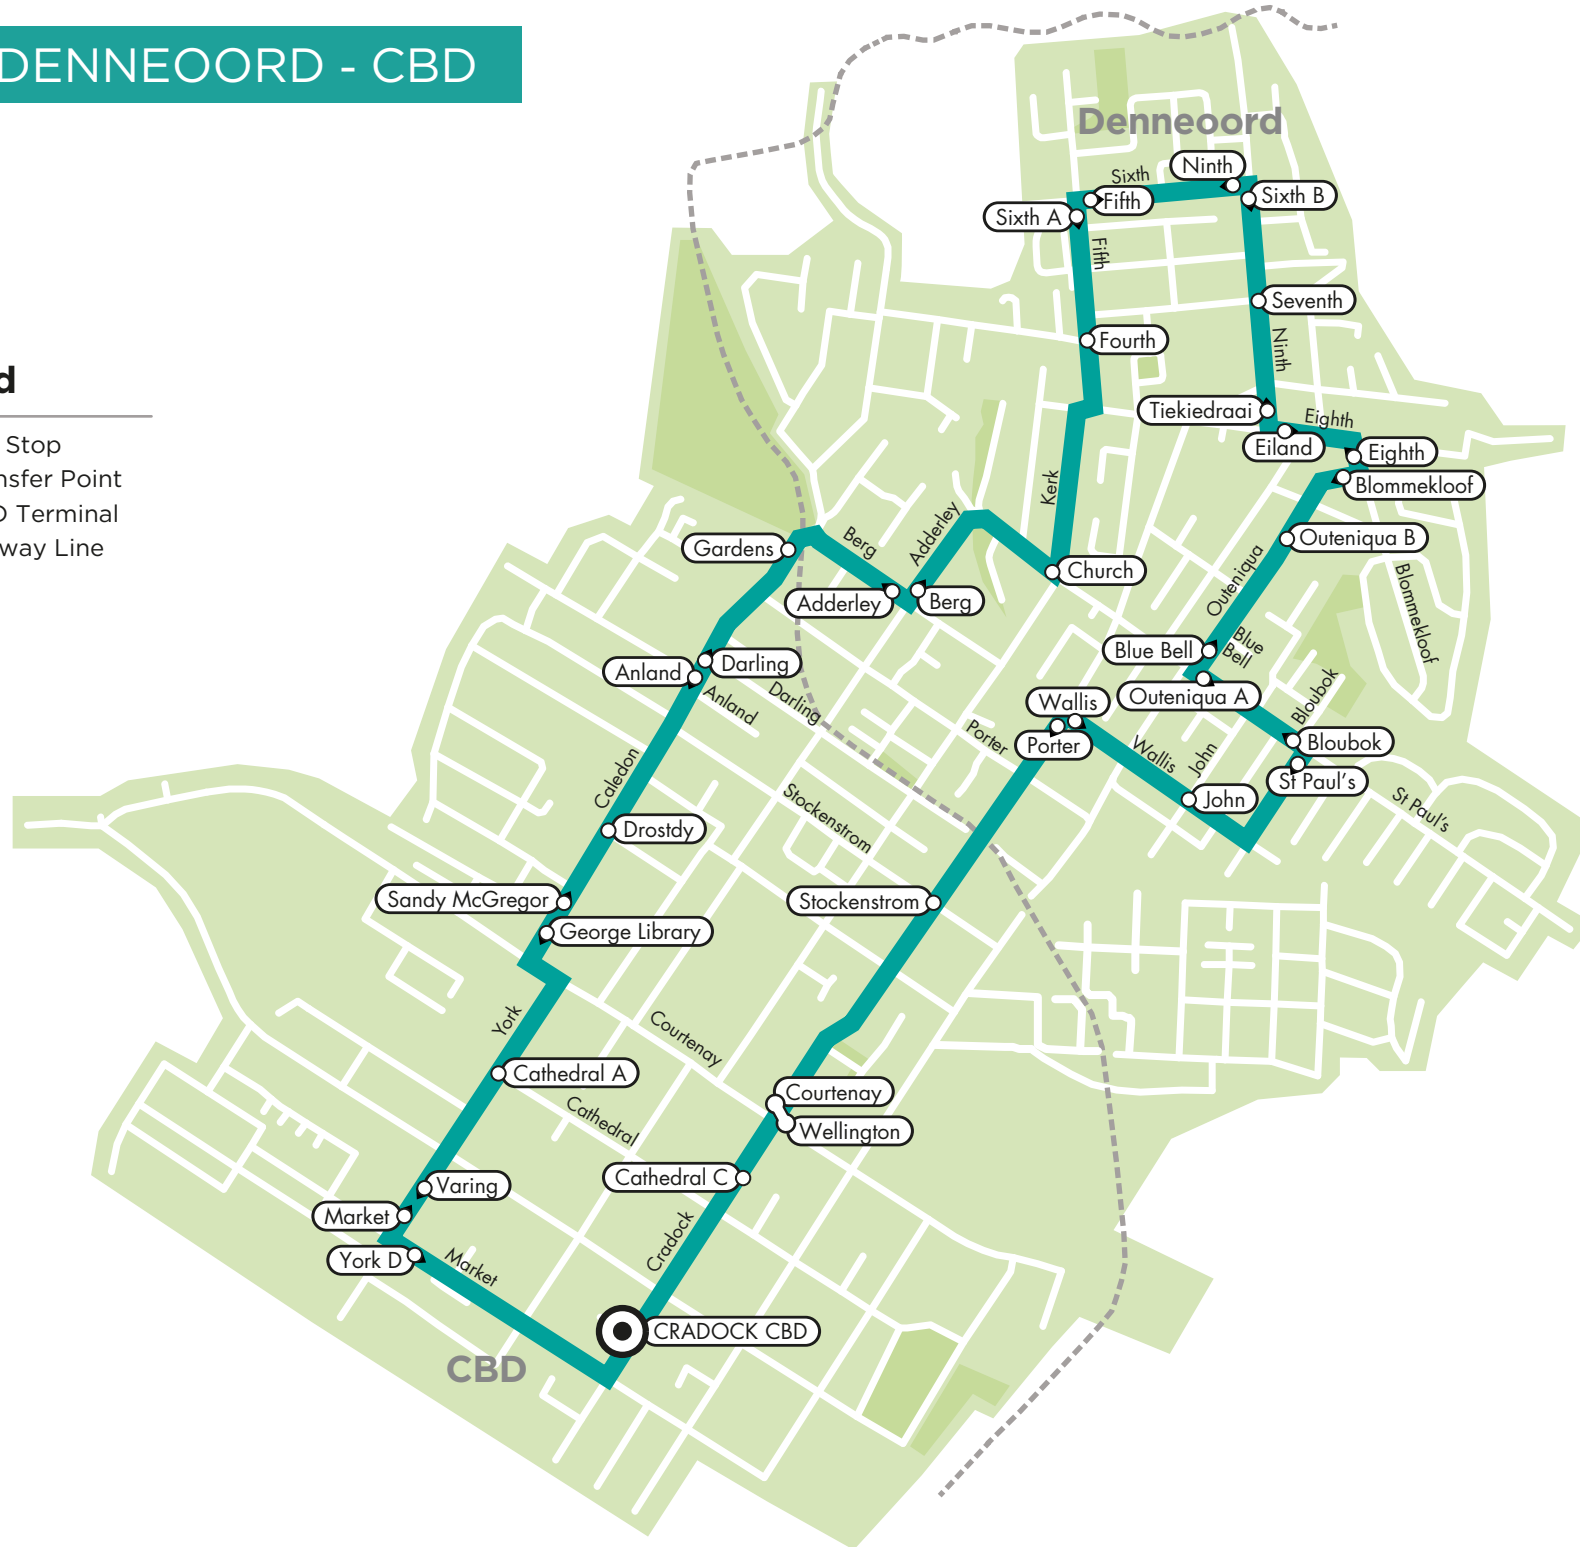 DENNEOORD - CBD
d
Stop
nsfer Point
D Terminal
way Line
Denneoord
Ninth
Sixth
Fifth
Sixth B
Sixth A
Fifth
Seventh
Fourth
Ninth
Tiekiedraai
Eighth
Eiland
Eighth
Blommekloof
Kerk
Adderley
Berg
Gardens
Outeniqua B
Church
Outeniqua
Blommekloof
Adderley
Berg
Blue Bell
Blue
Bell
Darling
Anland
Anland
Darling
Outeniqua A
Bloubok
Wallis
Porter
Porter
Wallis
John
Bloubok
St Paul's
Caledon
Stockenstrom
John
St Paul's
Drostdy
Sandy McGregor
Stockenstrom
George Library
York
Courtenay
Cathedral A
Courtenay
Cathedral
Wellington
Cathedral C
Varing
Market
York D
Market
Cradock
CRADOCK CBD
CBD